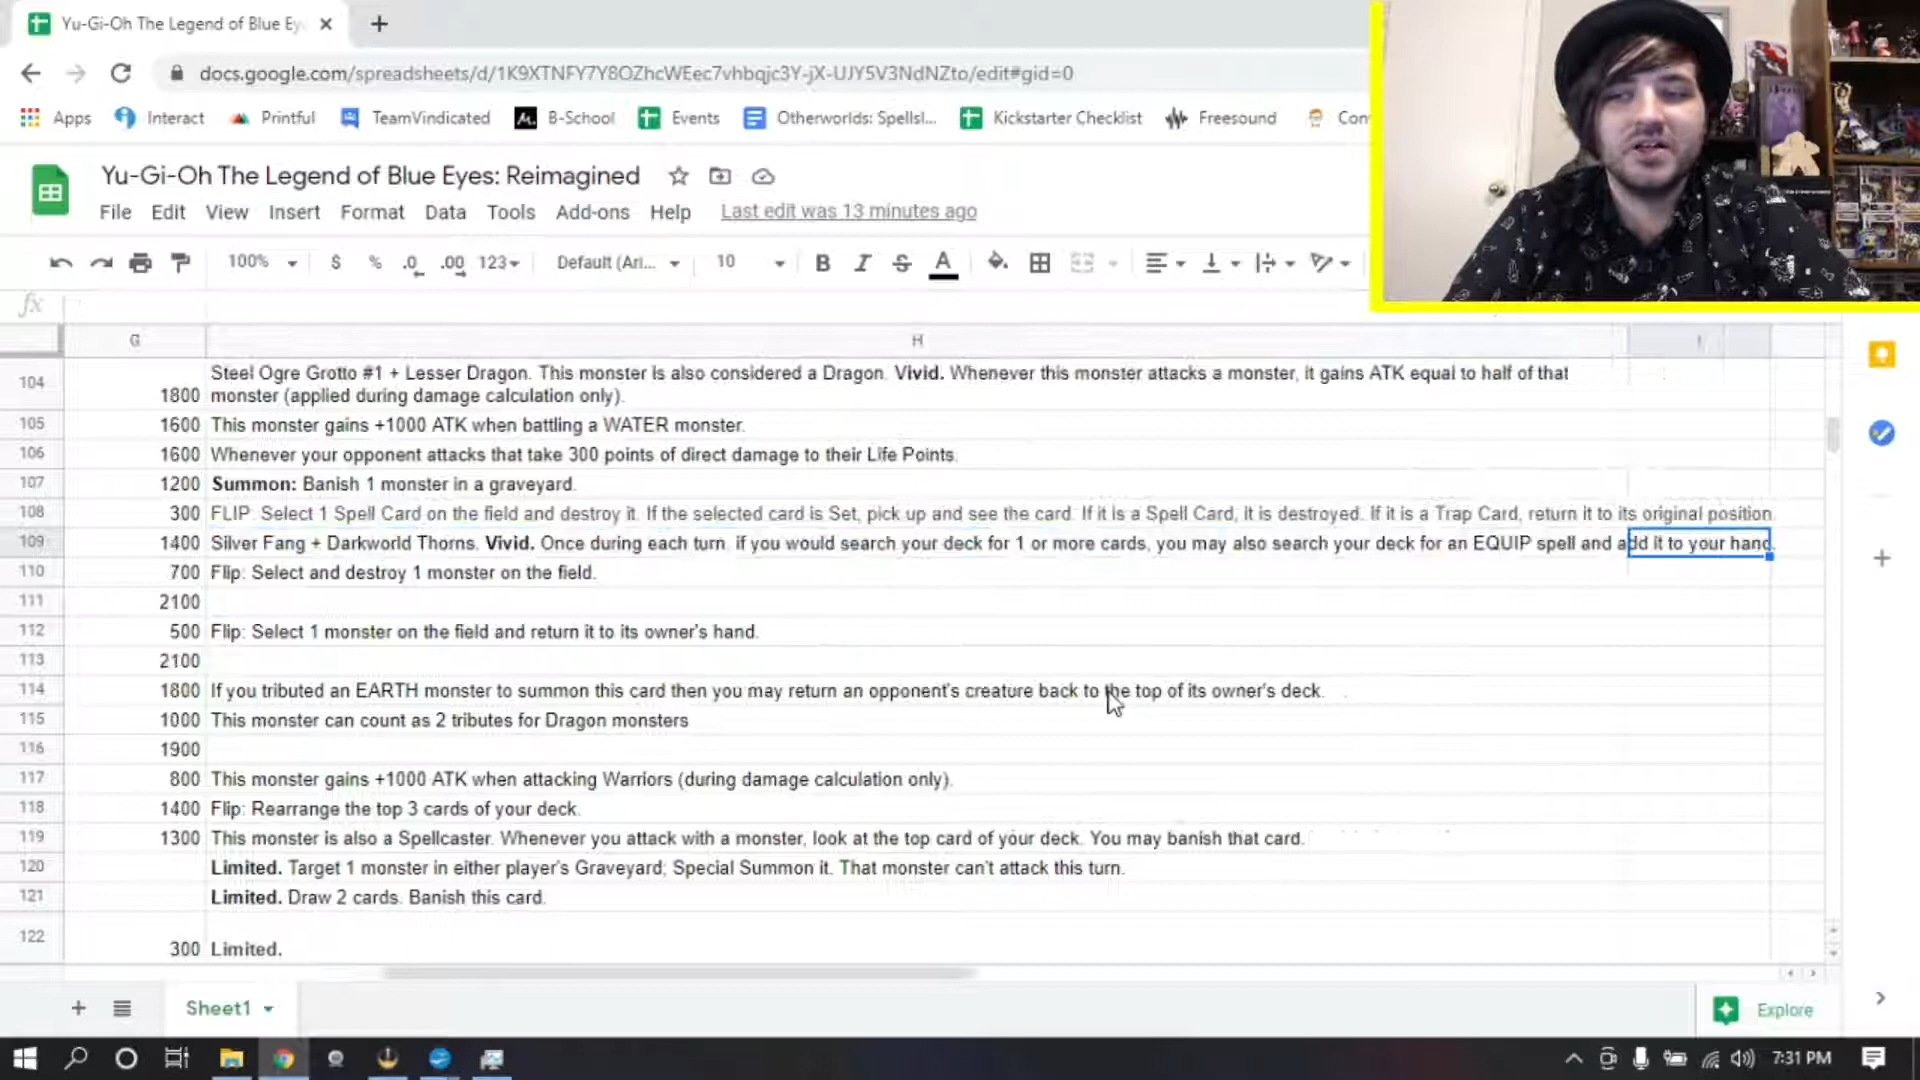 Yu-Gi-Oh The Legend of Blue Ey
docs.google.com/spreadsheets/d/1K9XTNFY7Y8OZhcWEec7vhbqjc3Y-jX-UJY5V3NdNZto/edit#gid=0
Apps Interact Printful TeamVindicated B-School Events Otherworlds: Spellsl... Kickstarter Checklist Freesound Con
Yu-Gi-Oh The Legend of Blue Eyes: Reimagined
File Edit View Insert Format Data Tools Add-ons Help Last edit was 13 minutes ago
100% $ % .0 .00 123 Default (Ari... 10 B I S A
fx
G H I
104 1800 Steel Ogre Grotto #1 + Lesser Dragon. This monster is also considered a Dragon. Vivid. Whenever this monster attacks a monster, it gains ATK equal to half of that
monster (applied during damage calculation only).
105 1600 This monster gains +1000 ATK when battling a WATER monster.
106 1600 Whenever your opponent attacks that take 300 points of direct damage to their Life Points.
107 1200 Summon: Banish 1 monster in a graveyard.
108 300 FLIP: Select 1 Spell Card on the field and destroy it. If the selected card is Set, pick up and see the card. If it is a Spell Card, it is destroyed. If it is a Trap Card, return it to its original position.
109 1400 Silver Fang + Darkworld Thorns. Vivid. Once during each turn, if you would search your deck for 1 or more cards, you may also search your deck for an EQUIP spell and add it to your hand.
110 700 Flip: Select and destroy 1 monster on the field.
111 2100
112 500 Flip: Select 1 monster on the field and return it to its owner's hand.
113 2100
114 1800 If you tributed an EARTH monster to summon this card then you may return an opponent's creature back to the top of its owner's deck.
115 1000 This monster can count as 2 tributes for Dragon monsters
116 1900
117 800 This monster gains +1000 ATK when attacking Warriors (during damage calculation only).
118 1400 Flip: Rearrange the top 3 cards of your deck.
119 1300 This monster is also a Spellcaster. Whenever you attack with a monster, look at the top card of your deck. You may banish that card.
120 Limited. Target 1 monster in either player's Graveyard; Special Summon it. That monster can't attack this turn.
121 Limited. Draw 2 cards. Banish this card.
122 300 Limited.
Sheet1 Explore
7:31 PM